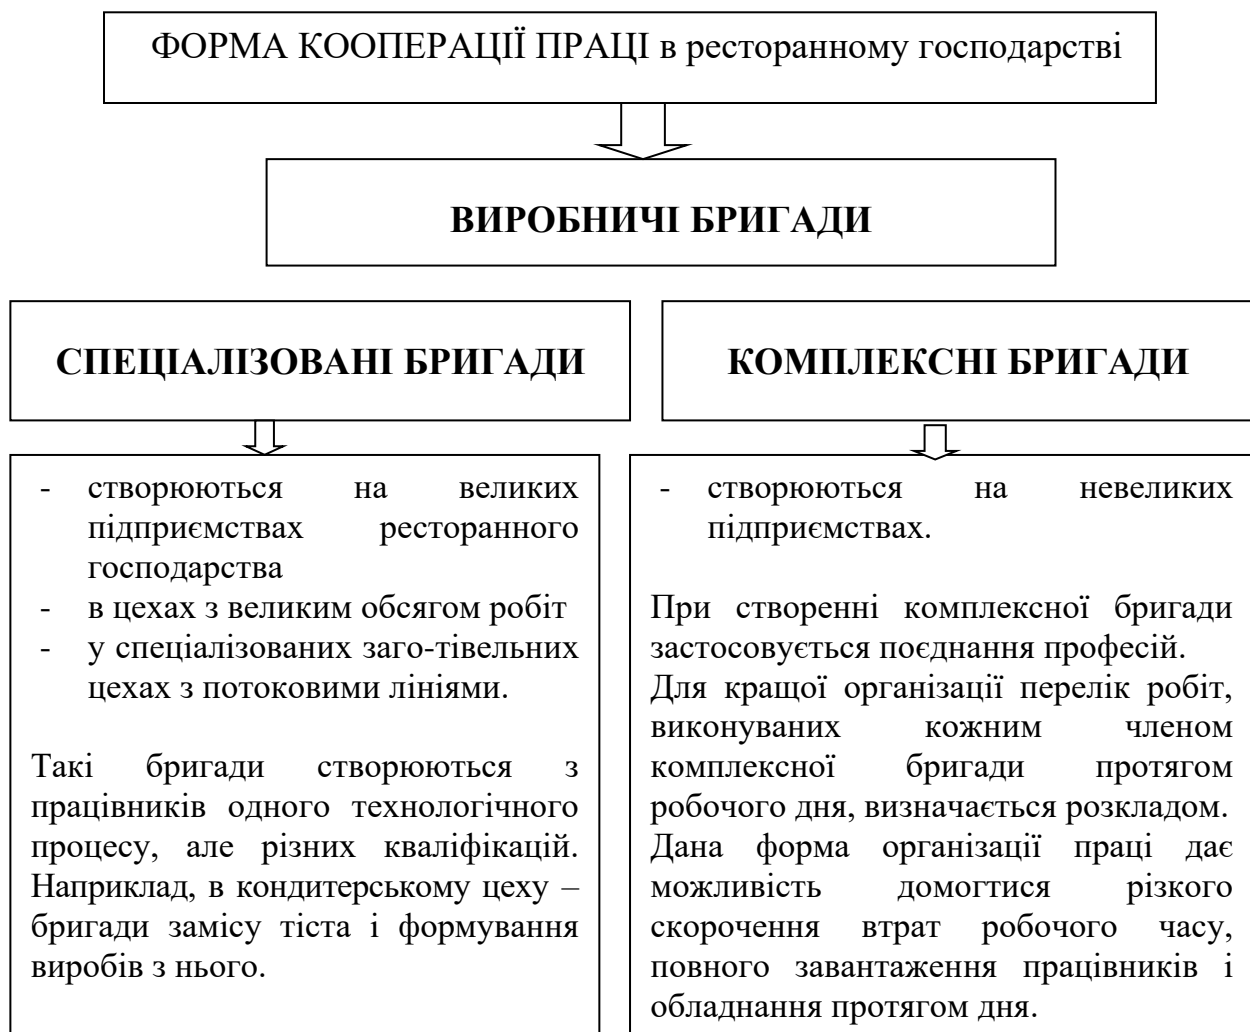 ФОРМА КООПЕРАЦІЇ ПРАЦІ в ресторанному господарстві
ВИРОБНИЧІ БРИГАДИ
СПЕЦІАЛІЗОВАНІ БРИГАДИ
- створюються на великих
підприємствах ресторанного
господарства
- в цехах з великим обсягом робіт
- у спеціалізованих заго-тівельних
цехах з потоковими лініями.
Такі бригади створюються з
працівників одного технологічного
процесу, але різних кваліфікацій.
Наприклад, в кондитерському цеху –
бригади замісу тіста і формування
виробів з нього.
КОМПЛЕКСНІ БРИГАДИ
- створюються на невеликих
підприємствах.
При створенні комплексної бригади
застосовується поєднання професій.
Для кращої організації перелік робіт,
виконуваних кожним членом
комплексної бригади протягом
робочого дня, визначається розкладом.
Дана форма організації праці дає
можливість домогтися різкого
скорочення втрат робочого часу,
повного завантаження працівників і
обладнання протягом дня.